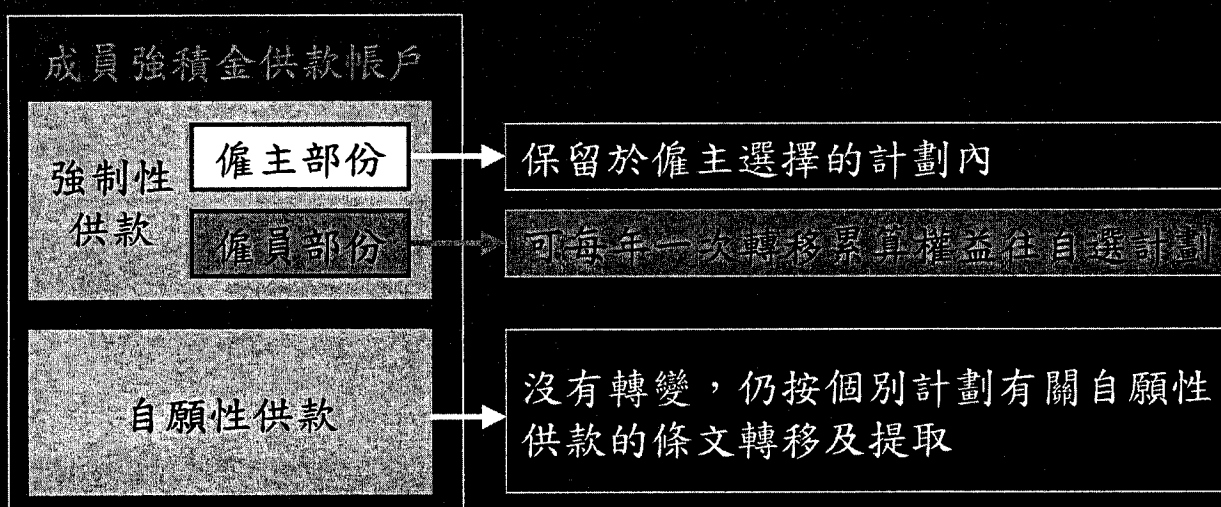 成員強積金供款帳戶
強制性
供款
僱主部份
保留於僱主選擇的計劃內
僱員部份
可每年一次轉移累算權益往自選計劃
自願性供款
沒有轉變，仍按個別計劃有關自願性
供款的條文轉移及提取